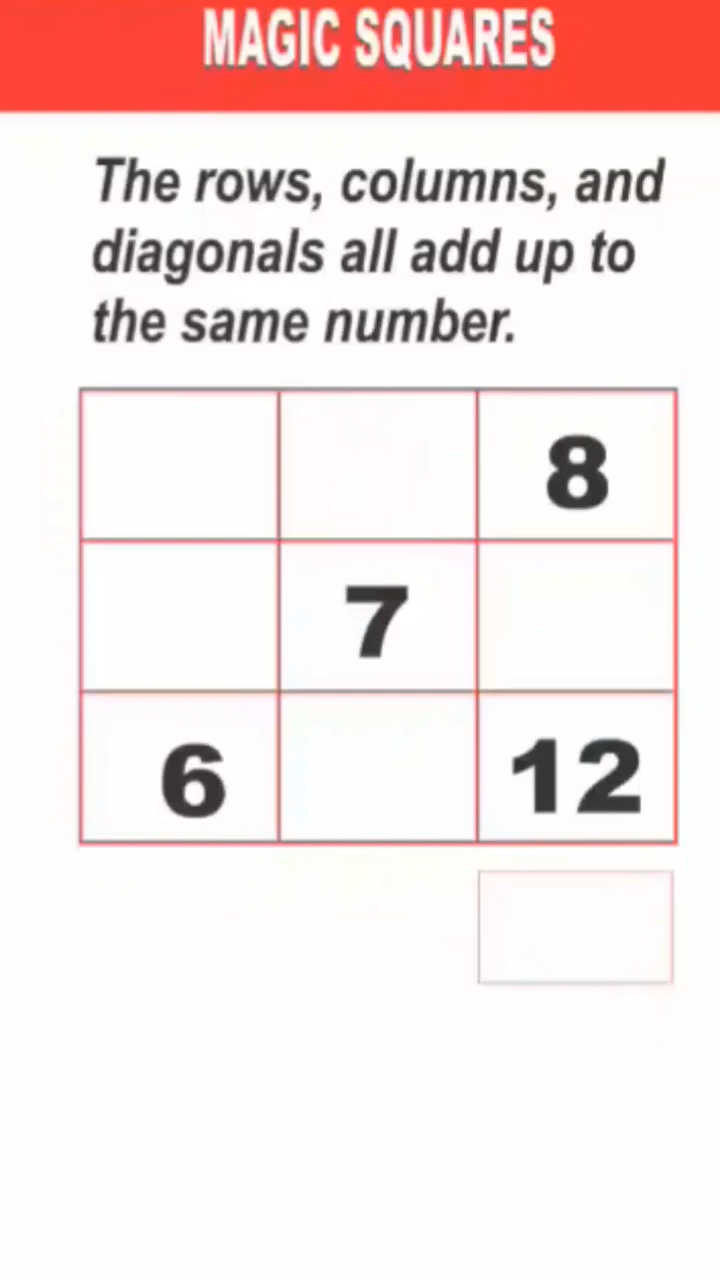 MAGIC SQUARES
The rows, columns, and
diagonals all add up to
the same number.
8
7
6 12